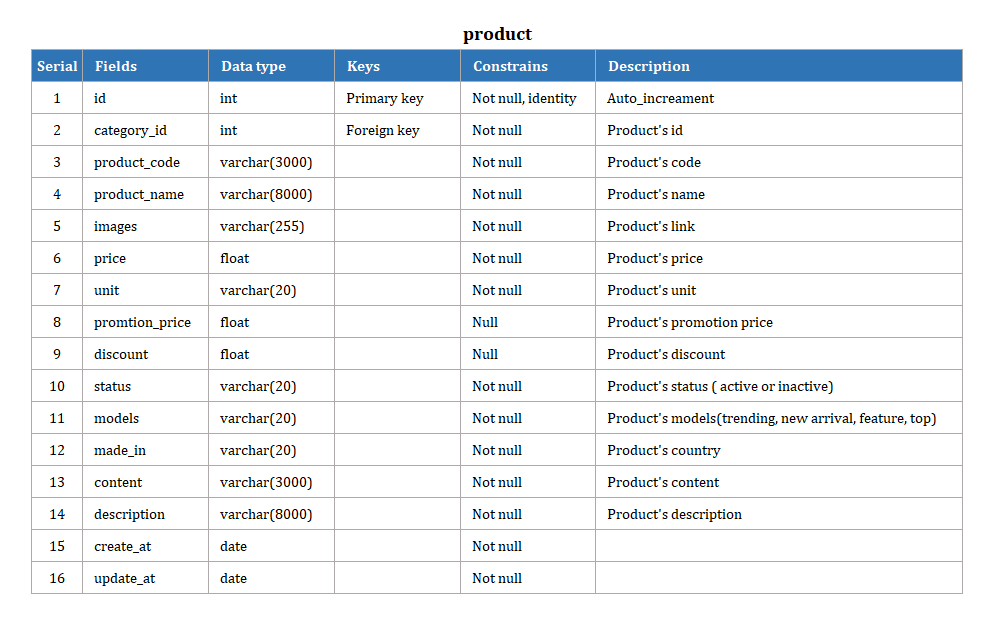 product
Serial Fields Data type Keys Constrains Description
1 id int Primary key Not null, identity Auto_increament
2 category_id int Foreign key Not null Product's id
3 product_code varchar(3000) Not null Product's code
4 product_name varchar(8000) Not null Product's name
5 images varchar(255) Not null Product's link
6 price float Not null Product's price
7 unit varchar(20) Not null Product's unit
8 promtion_price float Null Product's promotion price
9 discount float Null Product's discount
10 status varchar(20) Not null Product's status ( active or inactive)
11 models varchar(20) Not null Product's models(trending, new arrival, feature, top)
12 made_in varchar(20) Not null Product's country
13 content varchar(3000) Not null Product's content
14 description varchar(8000) Not null Product's description
15 create_at date Not null
16 update_at date Not null